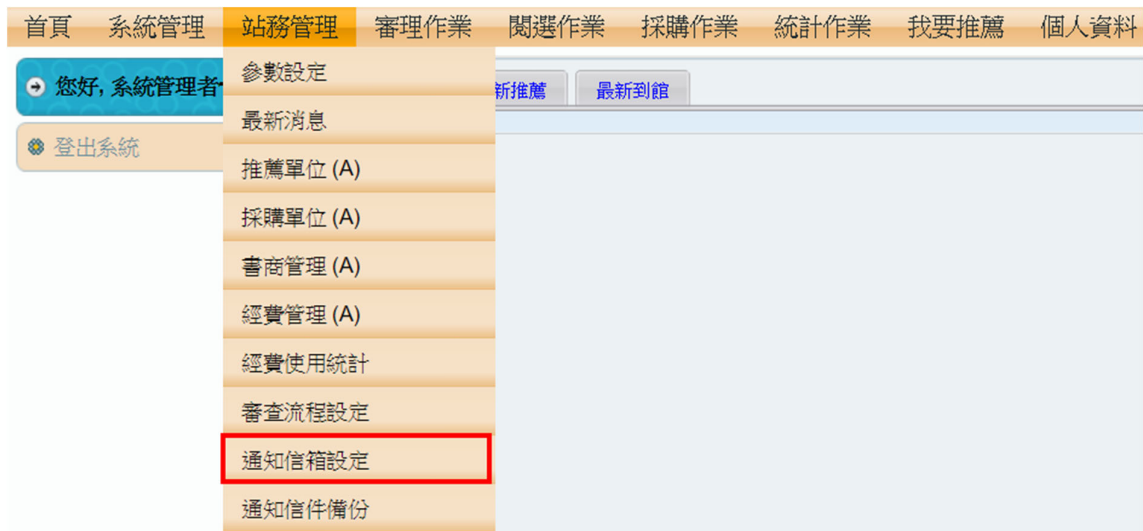 首頁 系統管理 站務管理 審理作業 閱選作業 採購作業 統計作業 我要推薦 個人資料
您好, 系統管理者
新推薦 最新到館
登出系統
參數設定
最新消息
推薦單位 (A)
採購單位 (A)
書商管理 (A)
經費管理 (A)
經費使用統計
審查流程設定
通知信箱設定
通知信件備份